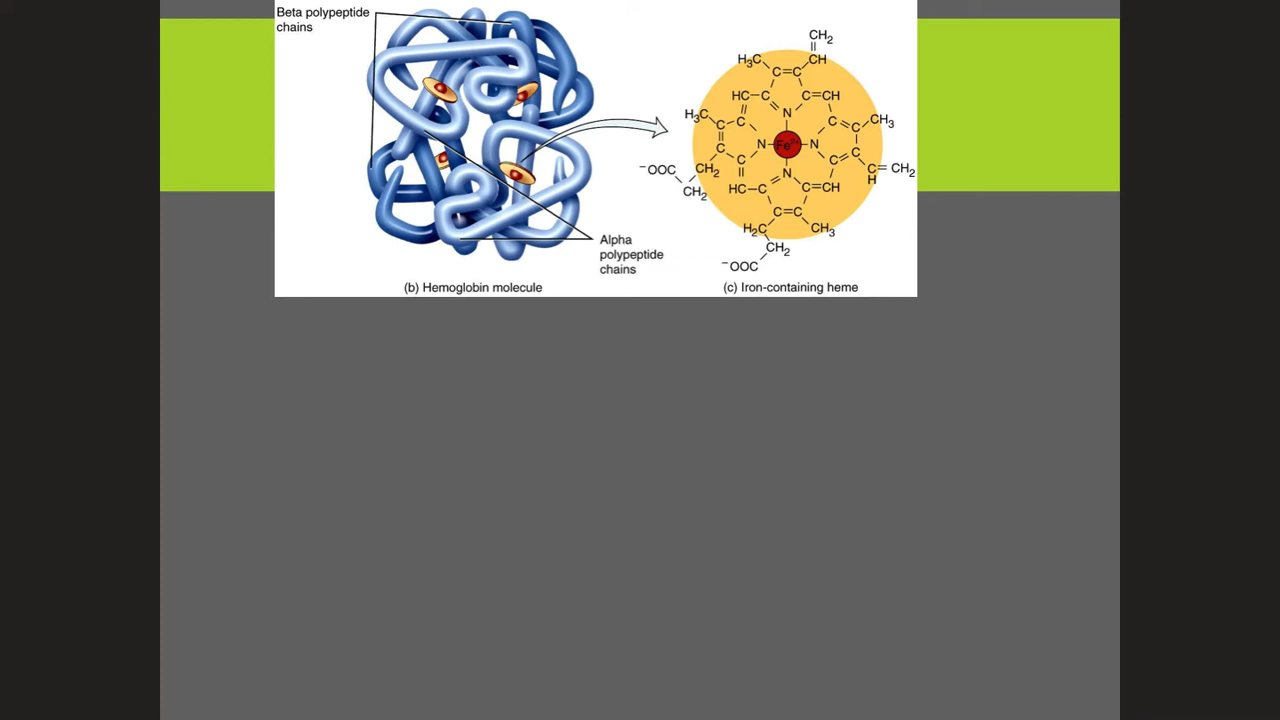 Beta polypeptide
chains
Alpha
polypeptide
chains
(b) Hemoglobin molecule
CH₂
H₃C
CH
C=C
HC–C
C=CH
N
H₃C
C
C
C
CH₃
C
N
Fe²⁺
N
C
C
C
C
⁻OOC
CH₂
C=CH₂
H
N
CH₂
HC–C
C=CH
C=C
H₂C
CH₃
CH₂
⁻OOC
(c) Iron-containing heme